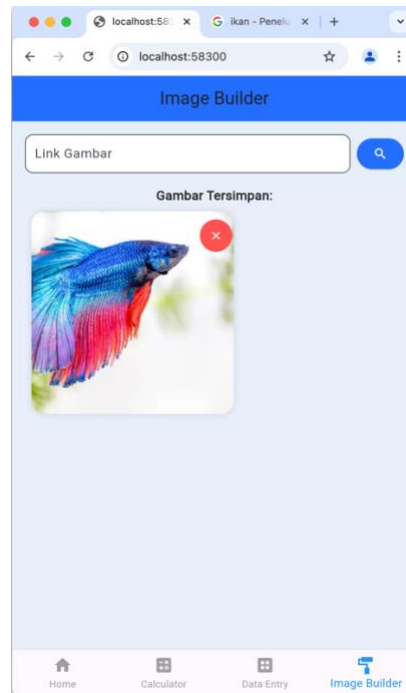 localhost:58
ikan - Penelu
localhost:58300
Image Builder
Link Gambar
Gambar Tersimpan:
Home
Calculator
Data Entry
Image Builder